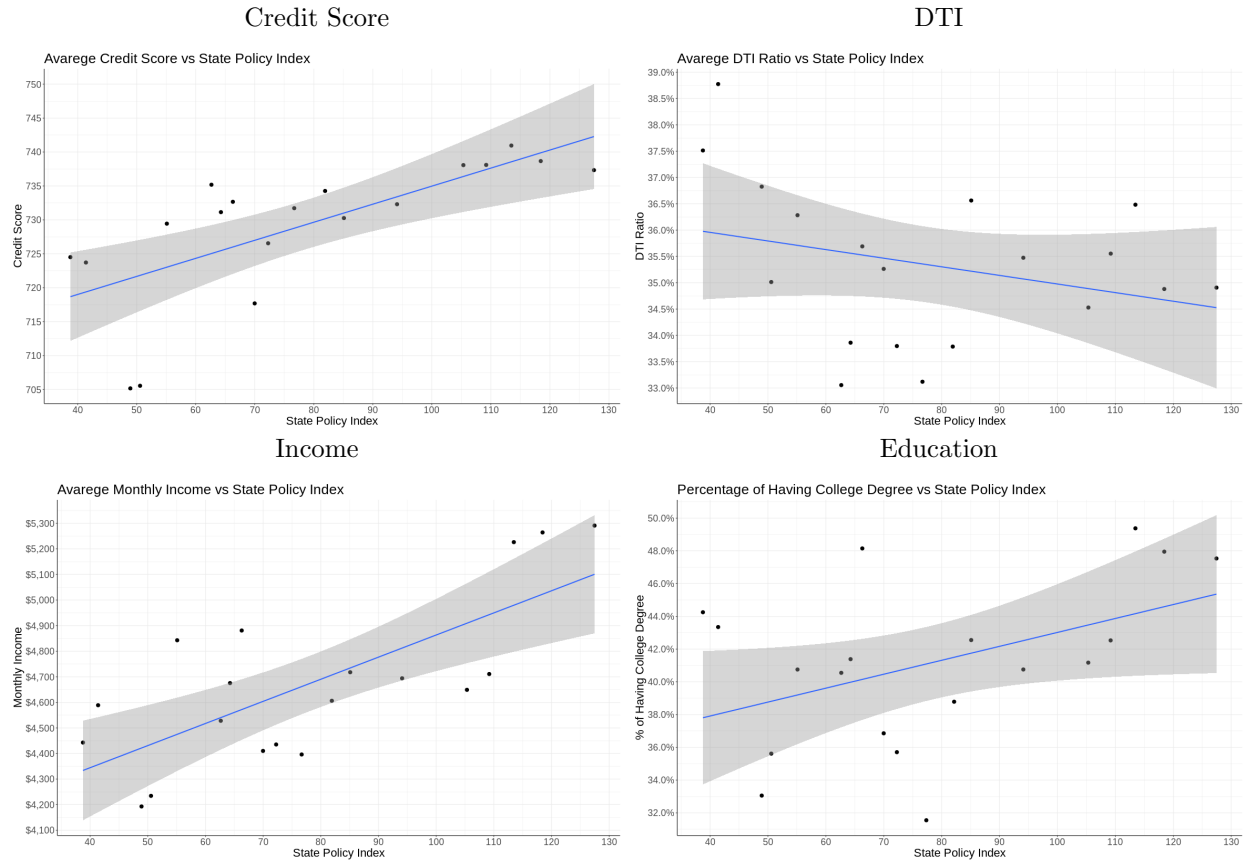 Credit Score
Avarege Credit Score vs State Policy Index
Credit Score
750
745
740
735
730
725
720
715
710
705
40 50 60 70 80 90 100 110 120 130
State Policy Index
DTI
Avarege DTI Ratio vs State Policy Index
DTI Ratio
39.0%
38.5%
38.0%
37.5%
37.0%
36.5%
36.0%
35.5%
35.0%
34.5%
34.0%
33.5%
33.0%
40 50 60 70 80 90 100 110 120 130
State Policy Index
Income
Avarege Monthly Income vs State Policy Index
Monthly Income
$5,300
$5,200
$5,100
$5,000
$4,900
$4,800
$4,700
$4,600
$4,500
$4,400
$4,300
$4,200
$4,100
40 50 60 70 80 90 100 110 120 130
State Policy Index
Education
Percentage of Having College Degree vs State Policy Index
% of Having College Degree
50.0%
48.0%
46.0%
44.0%
42.0%
40.0%
38.0%
36.0%
34.0%
32.0%
40 50 60 70 80 90 100 110 120 130
State Policy Index